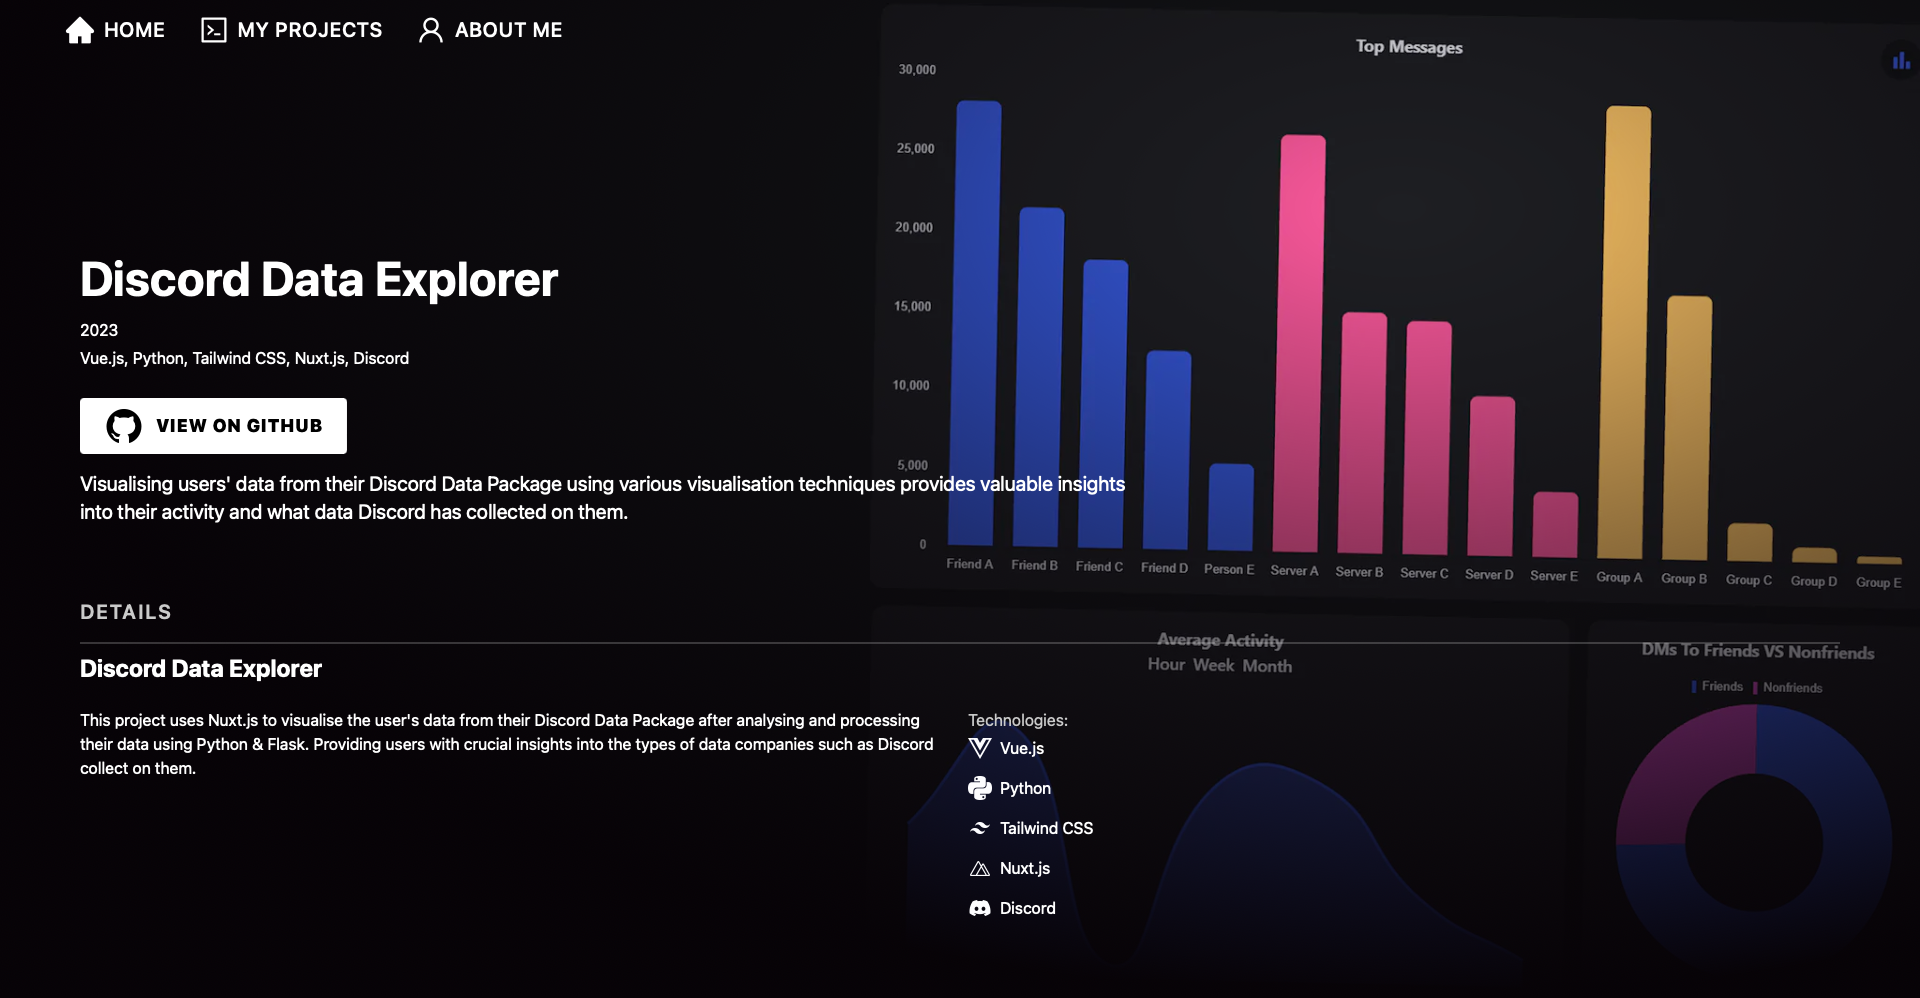 HOME
MY PROJECTS
ABOUT ME
Discord Data Explorer
2023
Vue.js, Python, Tailwind CSS, Nuxt.js, Discord
VIEW ON GITHUB
Visualising users' data from their Discord Data Package using various visualisation techniques provides valuable insights
into their activity and what data Discord has collected on them.
Top Messages
30,000
25,000
20,000
15,000
10,000
5,000
0
Friend A
Friend B
Friend C
Friend D
Person E
Server A
Server B
Server C
Server D
Server E
Group A
Group B
Group C
Group D
Group E
DETAILS
Average Activity
Hour Week Month
DMs To Friends VS Nonfriends
Friends
Nonfriends
Discord Data Explorer
This project uses Nuxt.js to visualise the user's data from their Discord Data Package after analysing and processing
their data using Python & Flask. Providing users with crucial insights into the types of data companies such as Discord
collect on them.
Technologies:
Vue.js
Python
Tailwind CSS
Nuxt.js
Discord